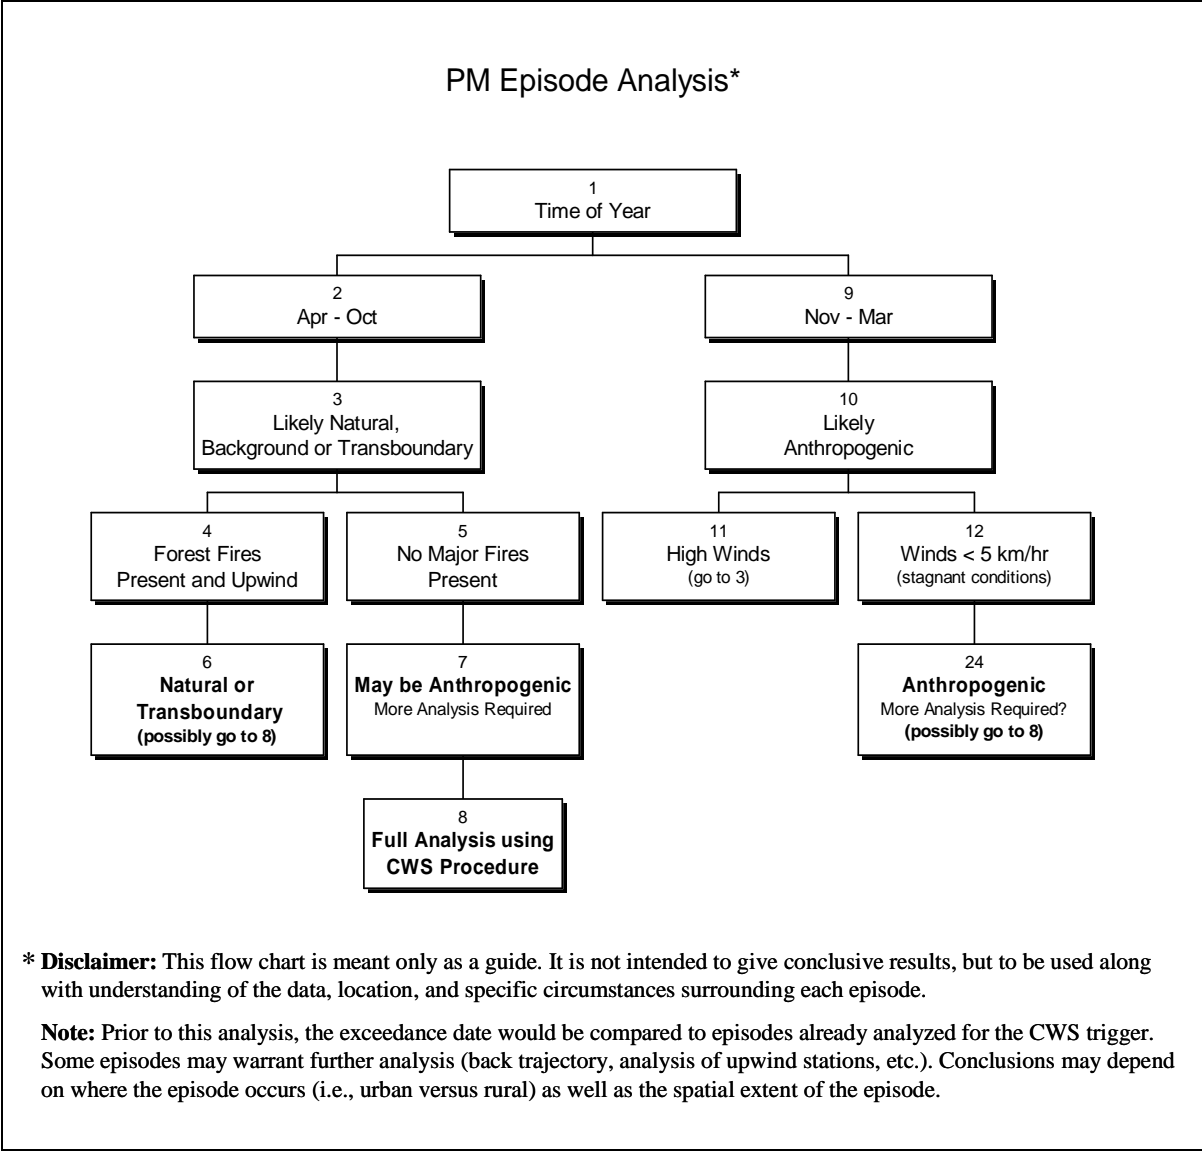 PM Episode Analysis*
1
Time of Year
2
Apr - Oct
9
Nov - Mar
3
Likely Natural,
Background or Transboundary
10
Likely
Anthropogenic
4
Forest Fires
Present and Upwind
5
No Major Fires
Present
11
High Winds
(go to 3)
12
Winds < 5 km/hr
(stagnant conditions)
6
Natural or
Transboundary
(possibly go to 8)
7
May be Anthropogenic
More Analysis Required
24
Anthropogenic
More Analysis Required?
(possibly go to 8)
8
Full Analysis using
CWS Procedure
* Disclaimer: This flow chart is meant only as a guide. It is not intended to give conclusive results, but to be used along
with understanding of the data, location, and specific circumstances surrounding each episode.
Note: Prior to this analysis, the exceedance date would be compared to episodes already analyzed for the CWS trigger.
Some episodes may warrant further analysis (back trajectory, analysis of upwind stations, etc.). Conclusions may depend
on where the episode occurs (i.e., urban versus rural) as well as the spatial extent of the episode.